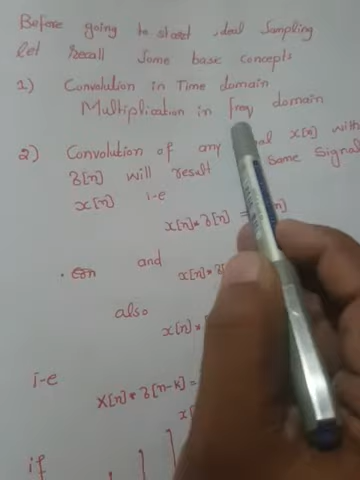 Before going to start ideal Sampling
let recall Some base concepts
1) Convolution in Time domain
Multiplication in freq domain
2) Convolution of any x[n] with
δ[n] will result Same Signal
x[n] i-e
x[n] * δ[n] =
and
x[n] *
also
x[n] *
i-e
X[n] * δ[n-k] =
if